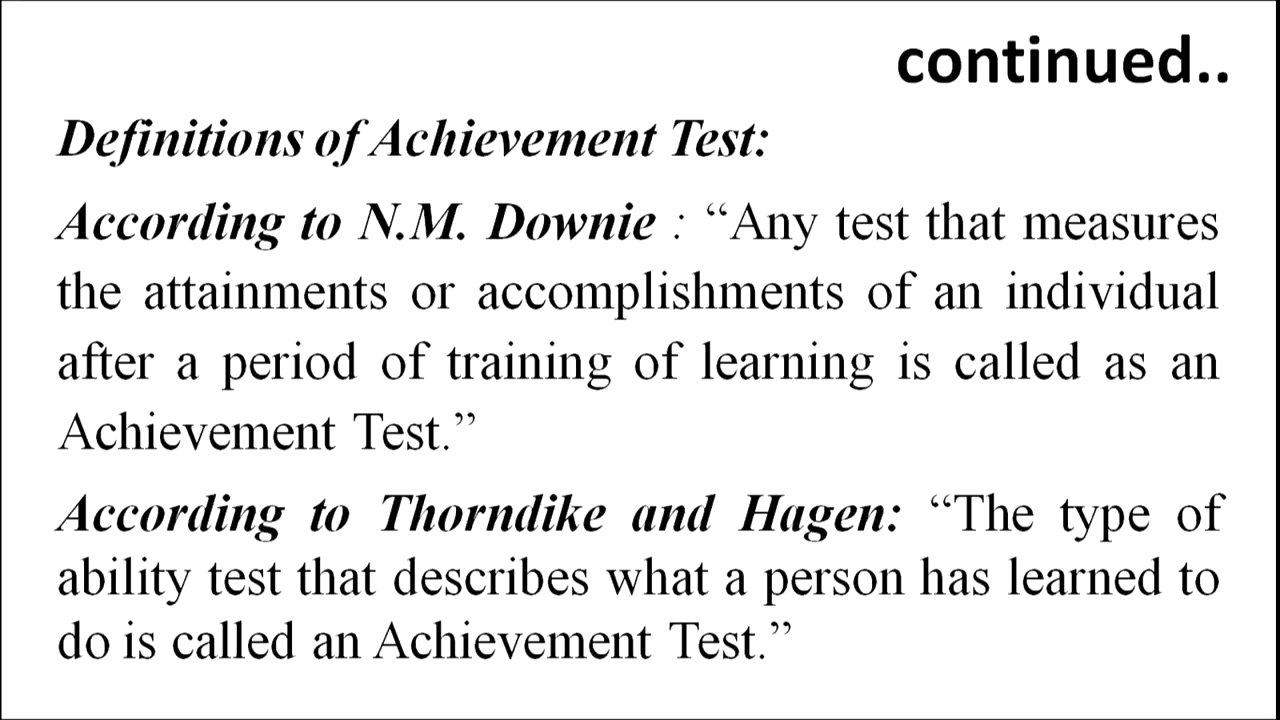 continued..
Definitions of Achievement Test:
According to N.M. Downie : “Any test that measures
the attainments or accomplishments of an individual
after a period of training of learning is called as an
Achievement Test.”
According to Thorndike and Hagen: “The type of
ability test that describes what a person has learned to
do is called an Achievement Test.”